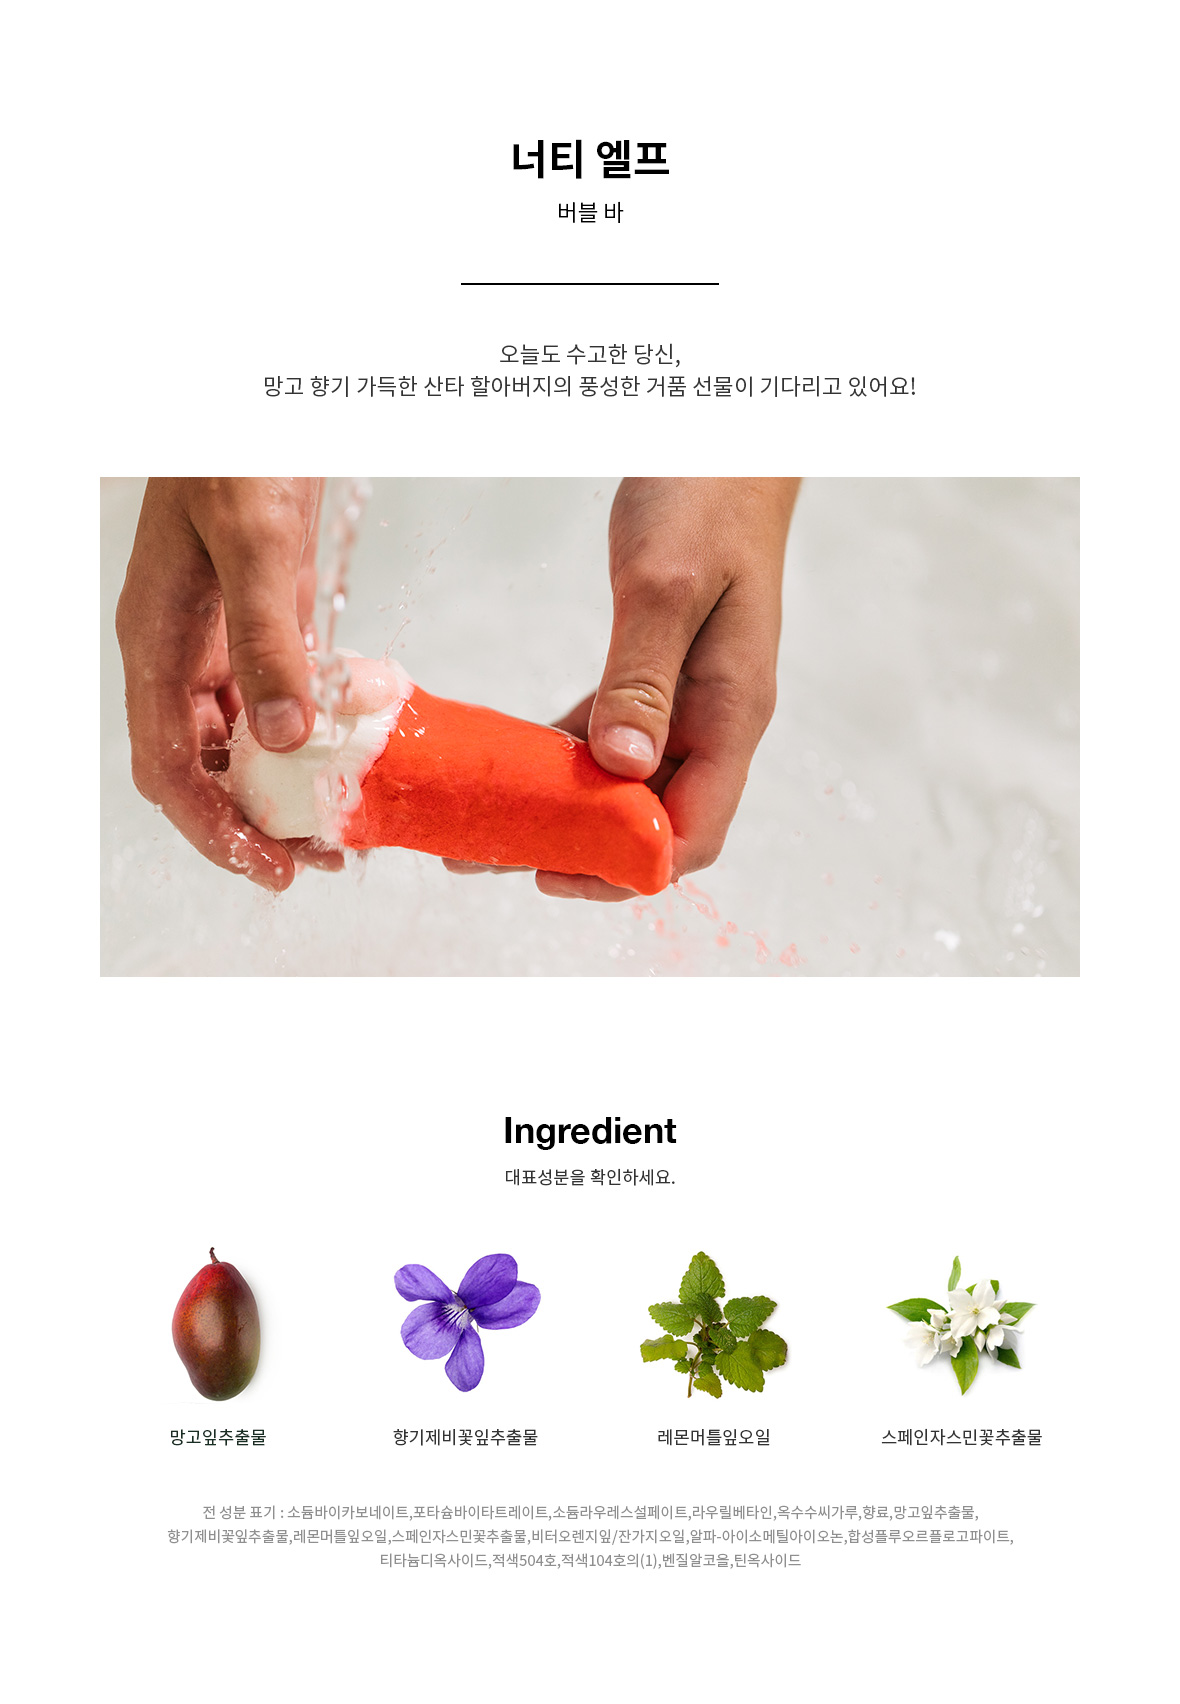 너티 엘프
버블 바
오늘도 수고한 당신,
망고 향기 가득한 산타 할아버지의 풍성한 거품 선물이 기다리고 있어요!
Ingredient
대표성분을 확인하세요.
망고잎추출물
향기제비꽃잎추출물
레몬머틀잎오일
스페인자스민꽃추출물
전 성분 표기 : 소듐바이카보네이트,포타슘바이타트레이트,소듐라우레스설페이트,라우릴베타인,옥수수씨가루,향료,망고잎추출물,
향기제비꽃잎추출물,레몬머틀잎오일,스페인자스민꽃추출물,비터오렌지잎/잔가지오일,알파-아이소메틸아이오논,합성플루오르플로고파이트,
티타늄디옥사이드,적색504호,적색104호의(1),벤질알코올,틴옥사이드